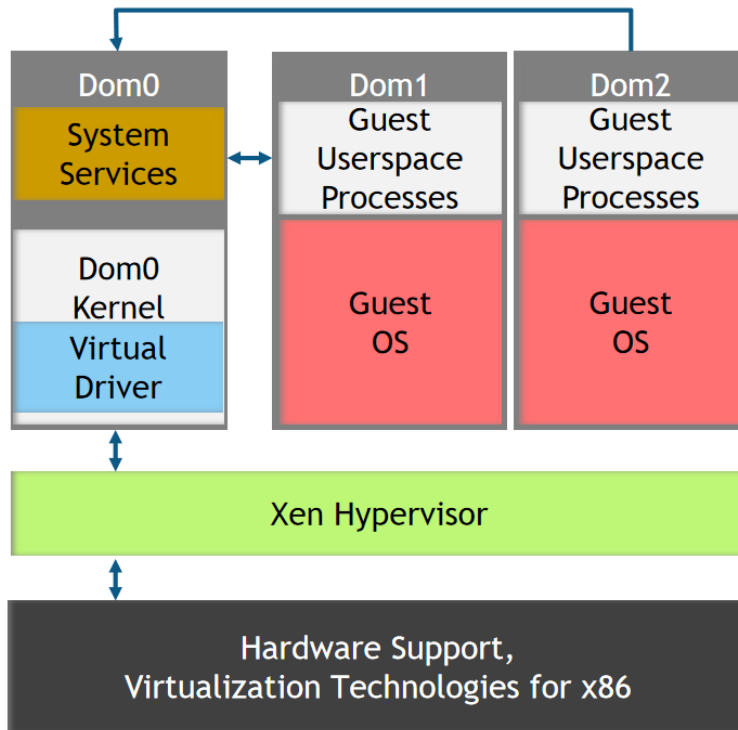 Dom0
System
Services
Dom0
Kernel
Virtual
Driver
Dom1
Guest
Userspace
Processes
Guest
OS
Dom2
Guest
Userspace
Processes
Guest
OS
Xen Hypervisor
Hardware Support,
Virtualization Technologies for x86